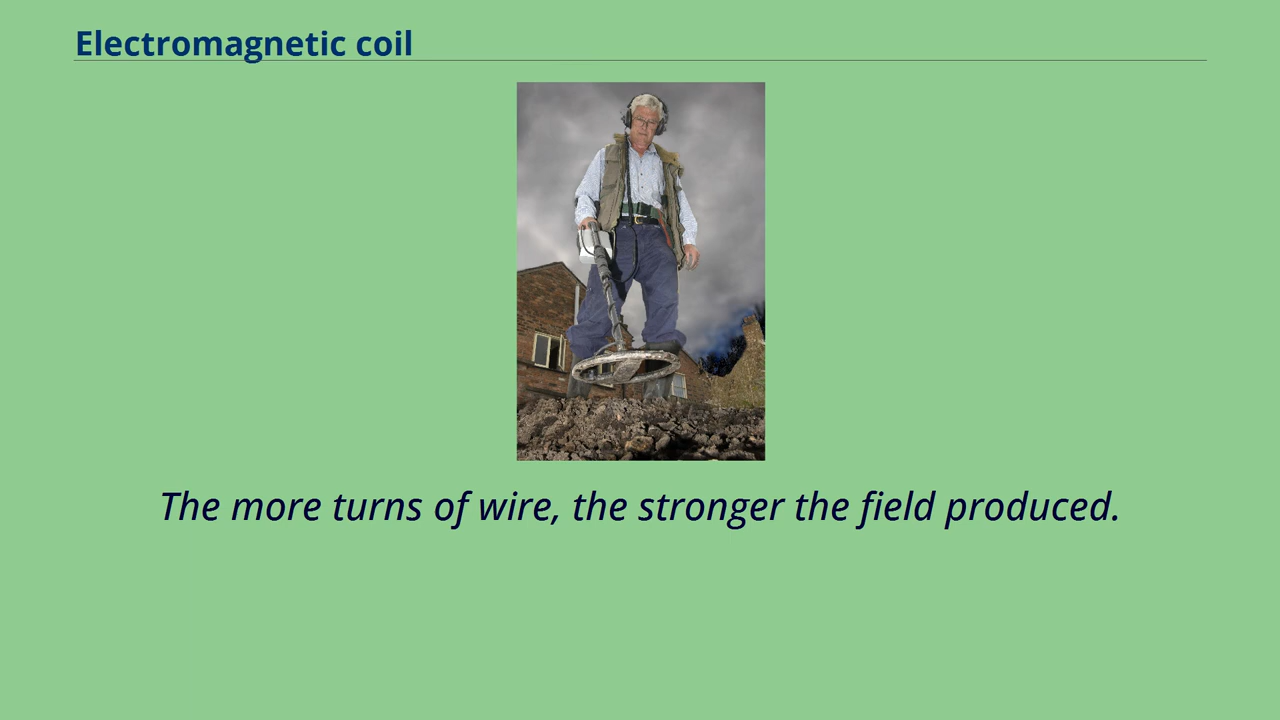 Electromagnetic coil
The more turns of wire, the stronger the field produced.